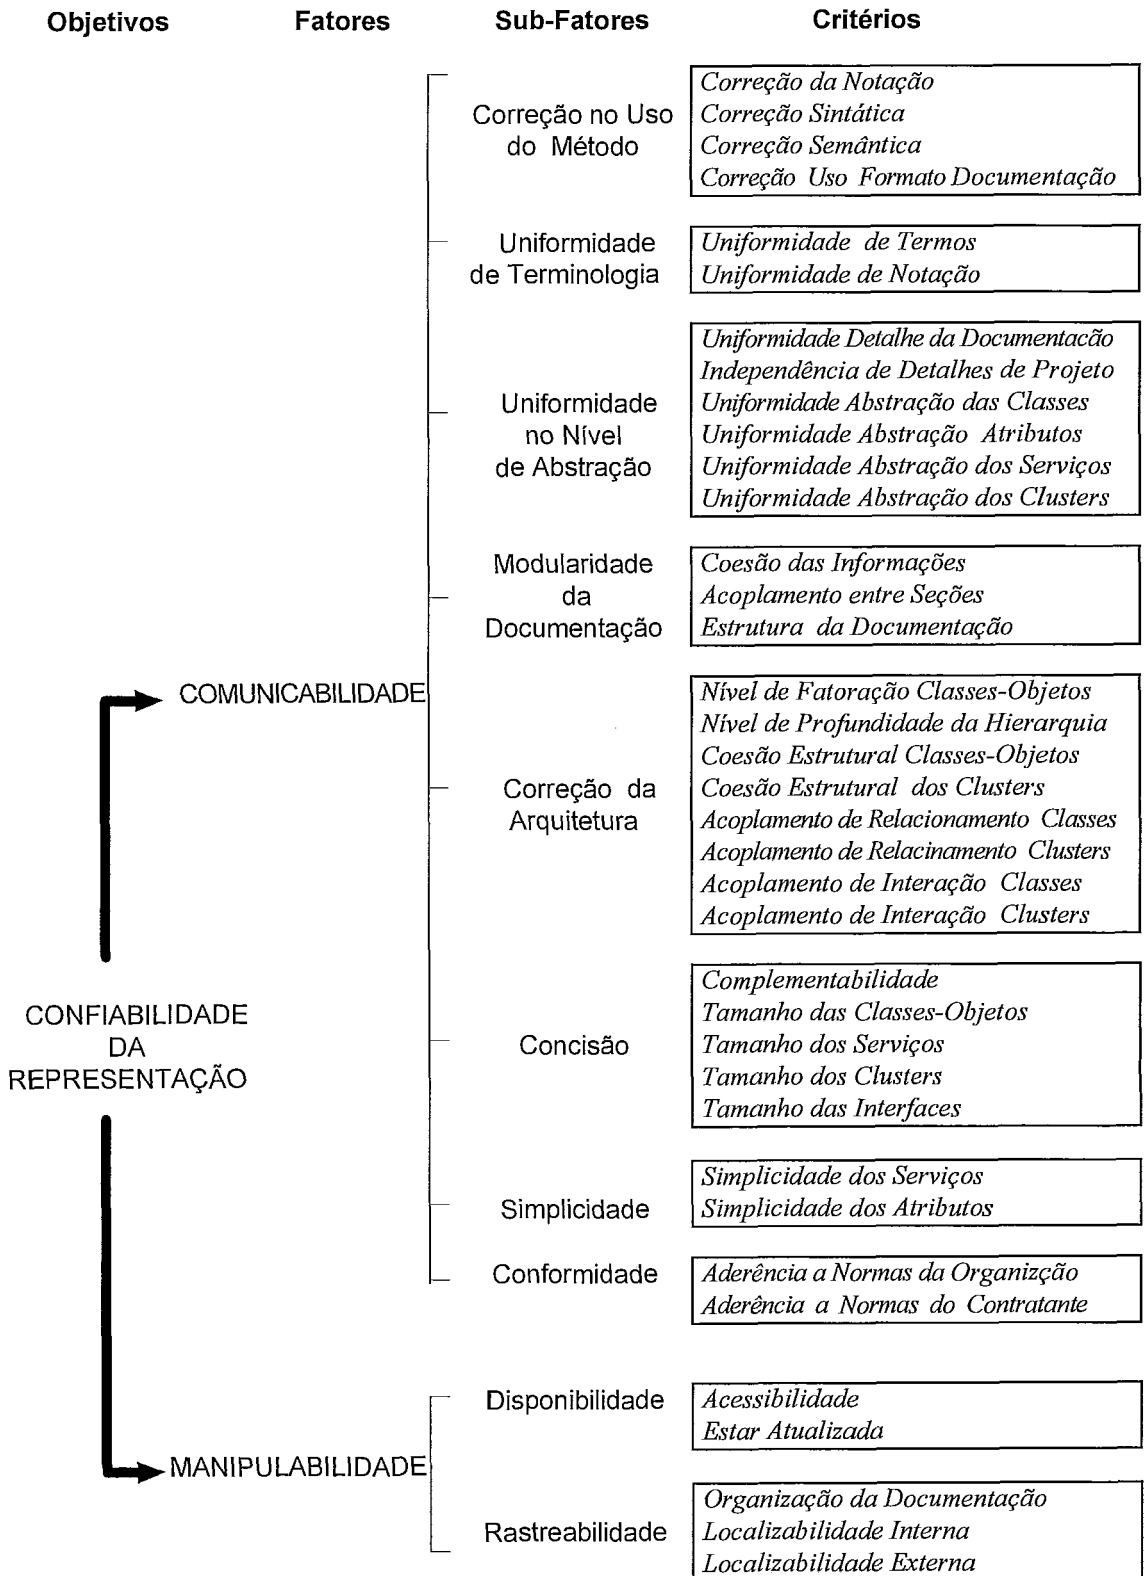 Objetivos Fatores Sub-Fatores Critérios
Correção no Uso
do Método
Correção da Notação
Correção Sintática
Correção Semântica
Correção Uso Formato Documentação
Uniformidade
de Terminologia
Uniformidade de Termos
Uniformidade de Notação
Uniformidade
no Nível
de Abstração
Uniformidade Detalhe da Documentacão
Independência de Detalhes de Projeto
Uniformidade Abstração das Classes
Uniformidade Abstração Atributos
Uniformidade Abstração dos Serviços
Uniformidade Abstração dos Clusters
Modularidade
da
Documentação
Coesão das Informações
Acoplamento entre Seções
Estrutura da Documentação
COMUNICABILIDADE
Correção da
Arquitetura
Nível de Fatoração Classes-Objetos
Nível de Profundidade da Hierarquia
Coesão Estrutural Classes-Objetos
Coesão Estrutural dos Clusters
Acoplamento de Relacionamento Classes
Acoplamento de Relacinamento Clusters
Acoplamento de Interação Classes
Acoplamento de Interação Clusters
CONFIABILIDADE
DA
REPRESENTAÇÃO
Concisão
Complementabilidade
Tamanho das Classes-Objetos
Tamanho dos Serviços
Tamanho dos Clusters
Tamanho das Interfaces
Simplicidade
Simplicidade dos Serviços
Simplicidade dos Atributos
Conformidade
Aderência a Normas da Organizção
Aderência a Normas do Contratante
MANIPULABILIDADE
Disponibilidade
Acessibilidade
Estar Atualizada
Rastreabilidade
Organização da Documentação
Localizabilidade Interna
Localizabilidade Externa